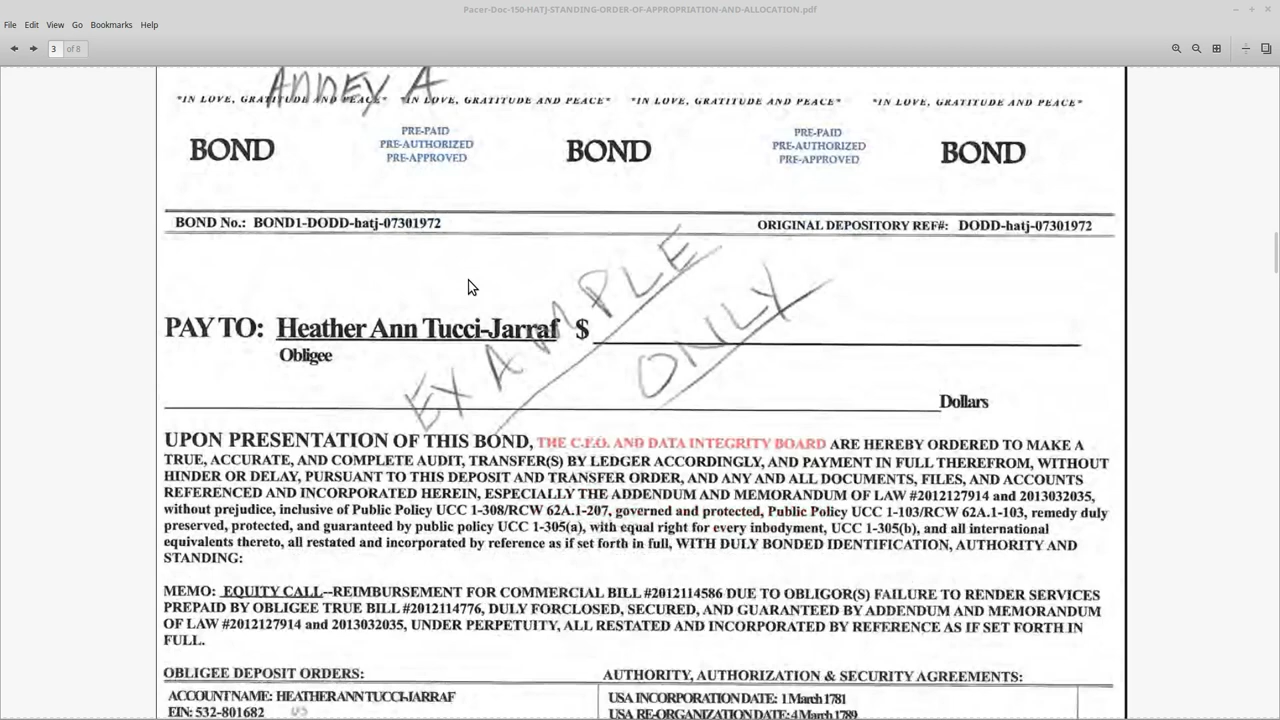 Pacer-Doc-150-HATJ-STANDING-ORDER-OF-APPROPRIATION-AND-ALLOCATION.pdf
File Edit View Go Bookmarks Help
3 of 8
ANNEX A
"IN LOVE, GRATITUDE AND PEACE" "IN LOVE, GRATITUDE AND PEACE" "IN LOVE, GRATITUDE AND PEACE" "IN LOVE, GRATITUDE AND PEACE"
BOND PRE-PAID PRE-AUTHORIZED PRE-APPROVED BOND PRE-PAID PRE-AUTHORIZED PRE-APPROVED BOND
BOND No.: BOND1-DODD-hatj-07301972 ORIGINAL DEPOSITORY REF#: DODD-hatj-07301972
EXAMPLE
ONLY
PAY TO: Heather Ann Tucci-Jarraf $
Obligee
Dollars
UPON PRESENTATION OF THIS BOND, THE C.F.O. AND DATA INTEGRITY BOARD ARE HEREBY ORDERED TO MAKE A
TRUE, ACCURATE, AND COMPLETE AUDIT, TRANSFER(S) BY LEDGER ACCORDINGLY, AND PAYMENT IN FULL THEREFROM, WITHOUT
HINDER OR DELAY, PURSUANT TO THIS DEPOSIT AND TRANSFER ORDER, AND ANY AND ALL DOCUMENTS, FILES, AND ACCOUNTS
REFERENCED AND INCORPORATED HEREIN, ESPECIALLY THE ADDENDUM AND MEMORANDUM OF LAW #2012127914 and 2013032035,
without prejudice, inclusive of Public Policy UCC 1-308/RCW 62A.1-207, governed and protected, Public Policy UCC 1-103/RCW 62A.1-103, remedy duly
preserved, protected, and guaranteed by public policy UCC 1-305(a), with equal right for every inbodyment, UCC 1-305(b), and all international
equivalents thereto, all restated and incorporated by reference as if set forth in full, WITH DULY BONDED IDENTIFICATION, AUTHORITY AND
STANDING:
MEMO: EQUITY CALL--REIMBURSEMENT FOR COMMERCIAL BILL #2012114586 DUE TO OBLIGOR(S) FAILURE TO RENDER SERVICES
PREPAID BY OBLIGEE TRUE BILL #2012114776, DULY FORCLOSED, SECURED, AND GUARANTEED BY ADDENDUM AND MEMORANDUM
OF LAW #2012127914 and 2013032035, UNDER PERPETUITY, ALL RESTATED AND INCORPORATED BY REFERENCE AS IF SET FORTH IN
FULL.
OBLIGEE DEPOSIT ORDERS: AUTHORITY, AUTHORIZATION & SECURITY AGREEMENTS:
ACCOUNT NAME: HEATHER ANN TUCCI-JARRAF USA INCORPORATION DATE: 1 March 1781
EIN: 532-801682 USA RE-ORGANIZATION DATE: 4 March 1789